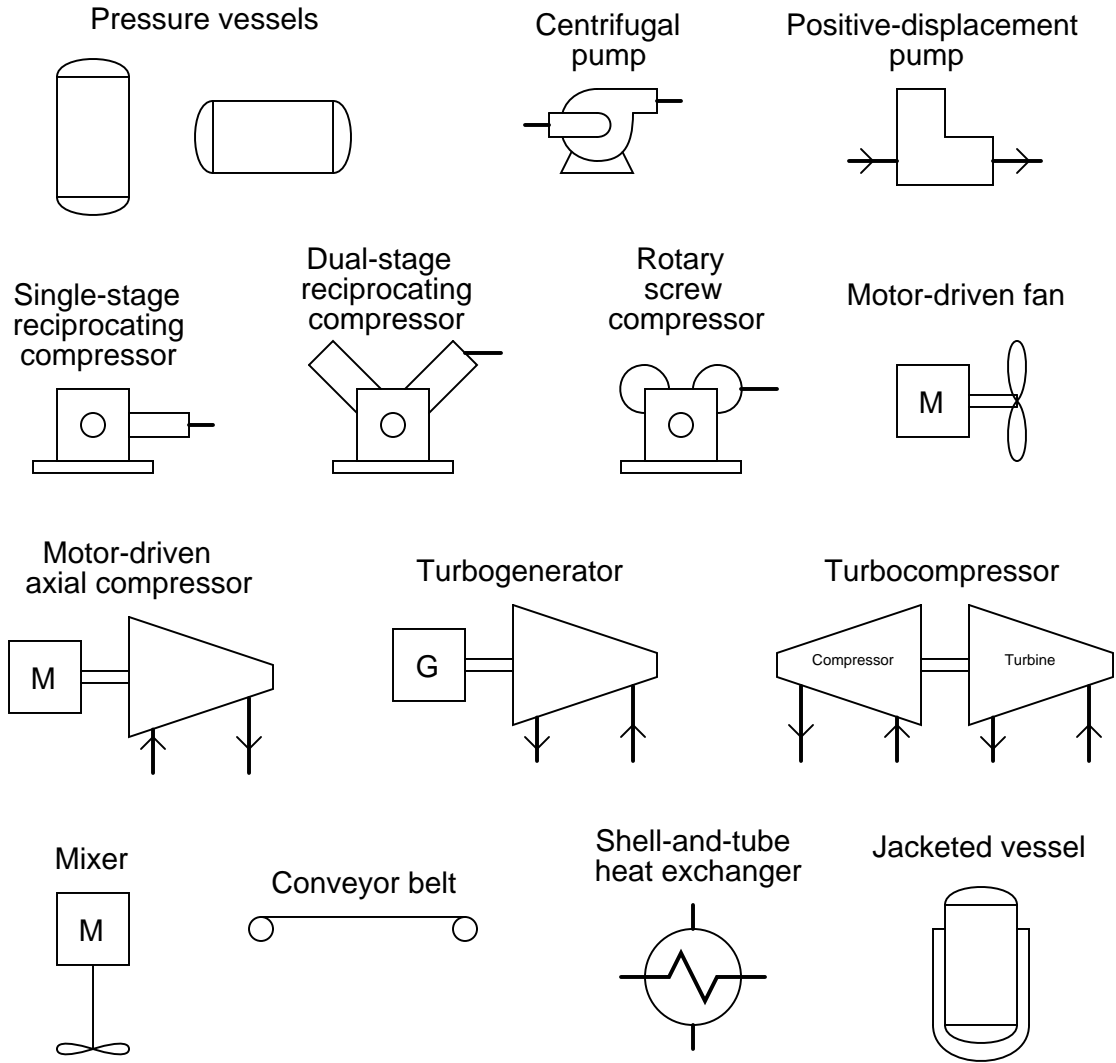 Pressure vessels
Centrifugal
pump
Positive-displacement
pump
Single-stage
reciprocating
compressor
Dual-stage
reciprocating
compressor
Rotary
screw
compressor
Motor-driven fan
M
Motor-driven
axial compressor
M
Turbogenerator
G
Turbocompressor
Compressor
Turbine
Mixer
M
Conveyor belt
Shell-and-tube
heat exchanger
Jacketed vessel